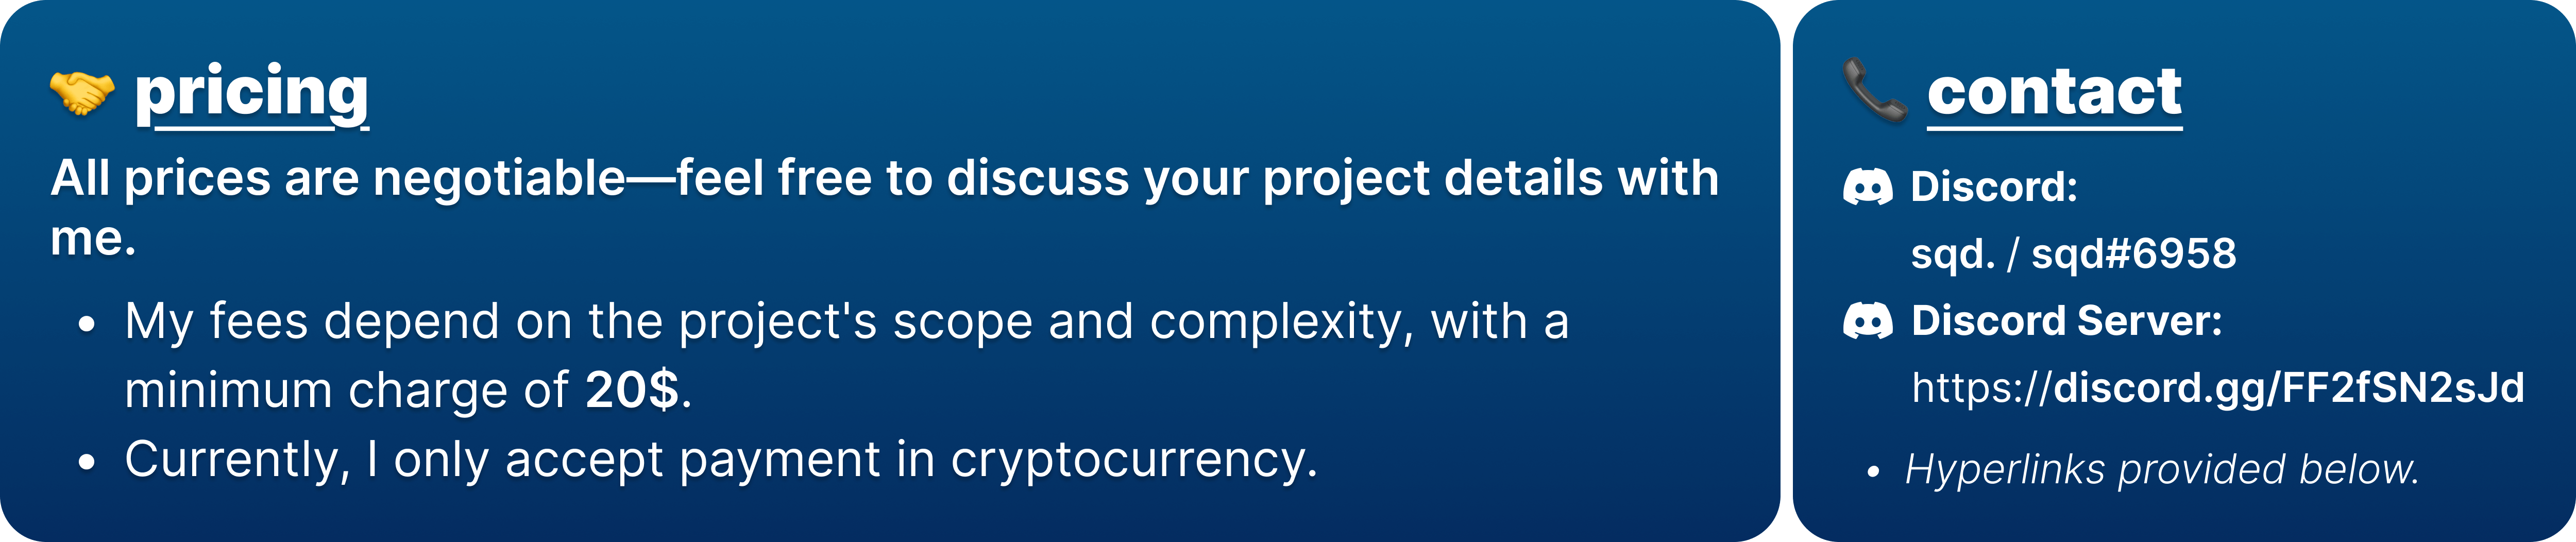 pricing
All prices are negotiable—feel free to discuss your project details with
me.
• My fees depend on the project's scope and complexity, with a
minimum charge of 20$.
• Currently, I only accept payment in cryptocurrency.
contact
Discord:
sqd. / sqd#6958
Discord Server:
https://discord.gg/FF2fSN2sJd
• Hyperlinks provided below.